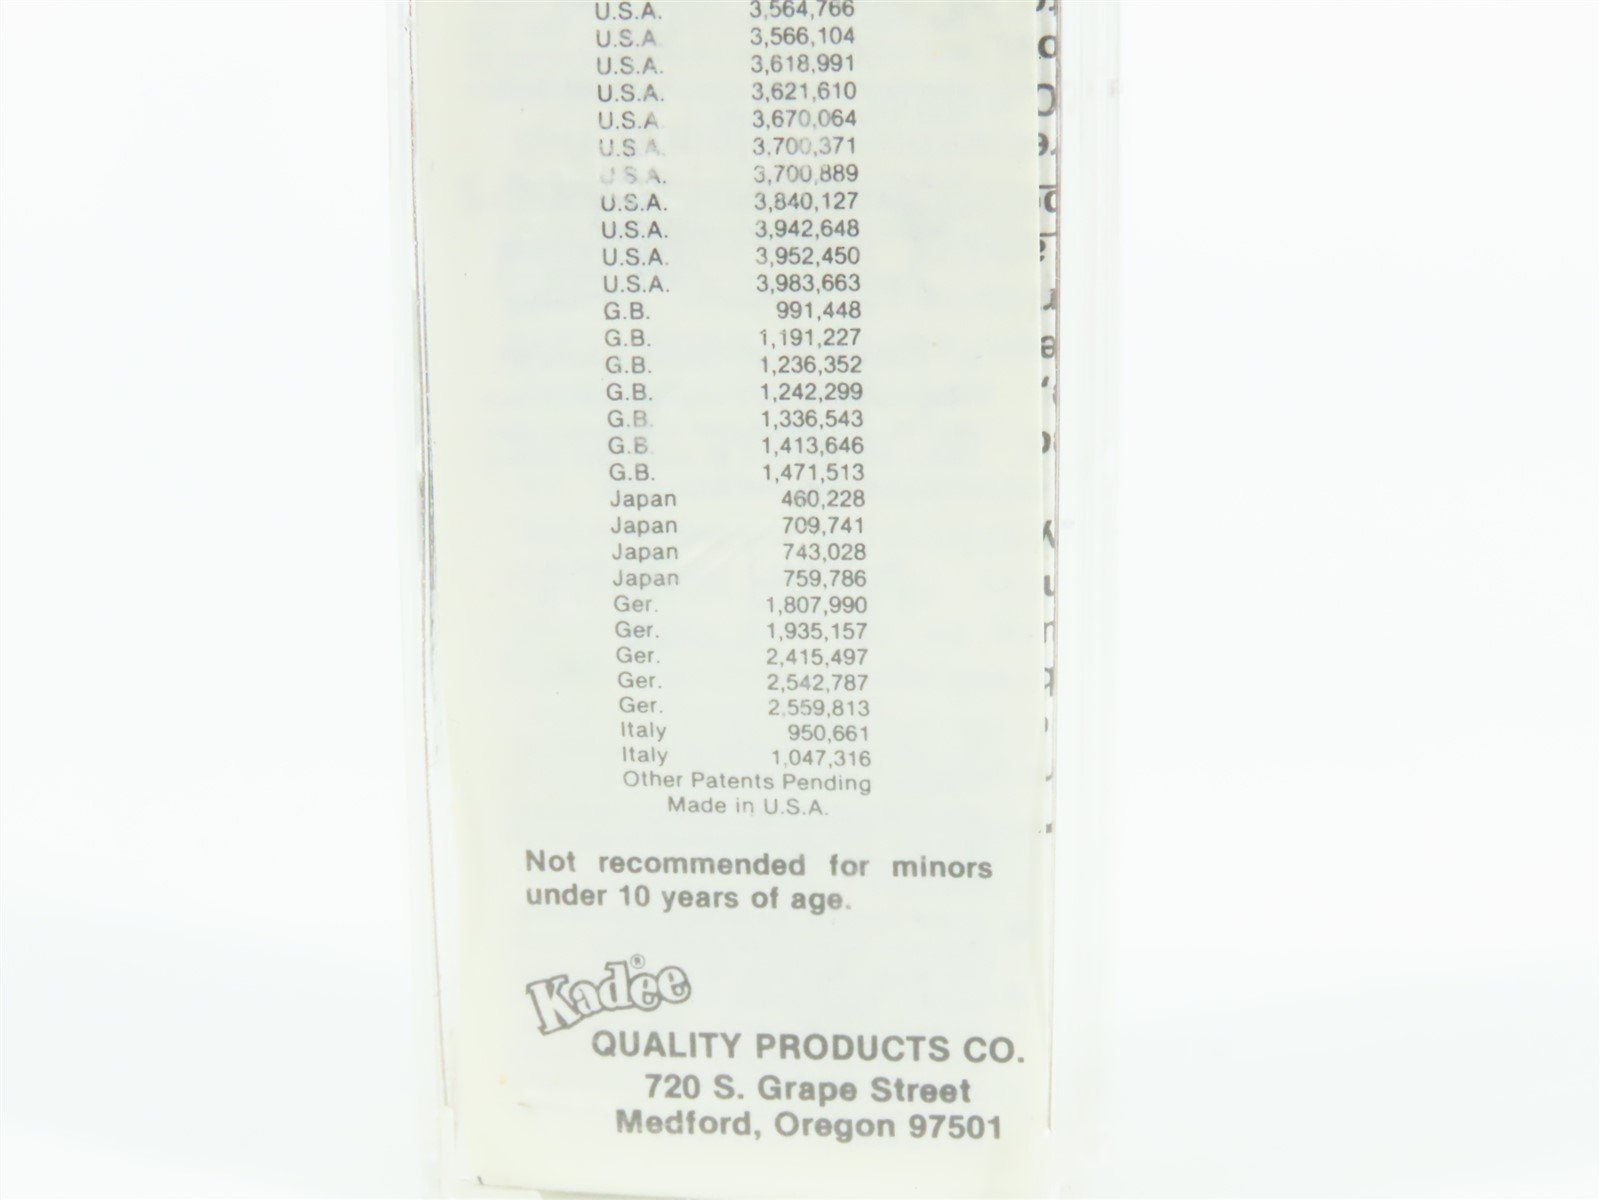 U.S.A. 3,564,766
U.S.A. 3,566,104
U.S.A. 3,618,991
U.S.A. 3,621,610
U.S.A. 3,670,064
U.S.A. 3,700,371
U.S.A. 3,700,889
U.S.A. 3,840,127
U.S.A. 3,942,648
U.S.A. 3,952,450
U.S.A. 3,983,663
G.B. 991,448
G.B. 1,191,227
G.B. 1,236,352
G.B. 1,242,299
G.B. 1,336,543
G.B. 1,413,646
G.B. 1,471,513
Japan 460,228
Japan 709,741
Japan 743,028
Japan 759,786
Ger. 1,807,990
Ger. 1,935,157
Ger. 2,415,497
Ger. 2,542,787
Ger. 2,559,813
Italy 950,661
Italy 1,047,316
Other Patents Pending
Made in U.S.A.
Not recommended for minors
under 10 years of age.
Kadee®
QUALITY PRODUCTS CO.
720 S. Grape Street
Medford, Oregon 97501